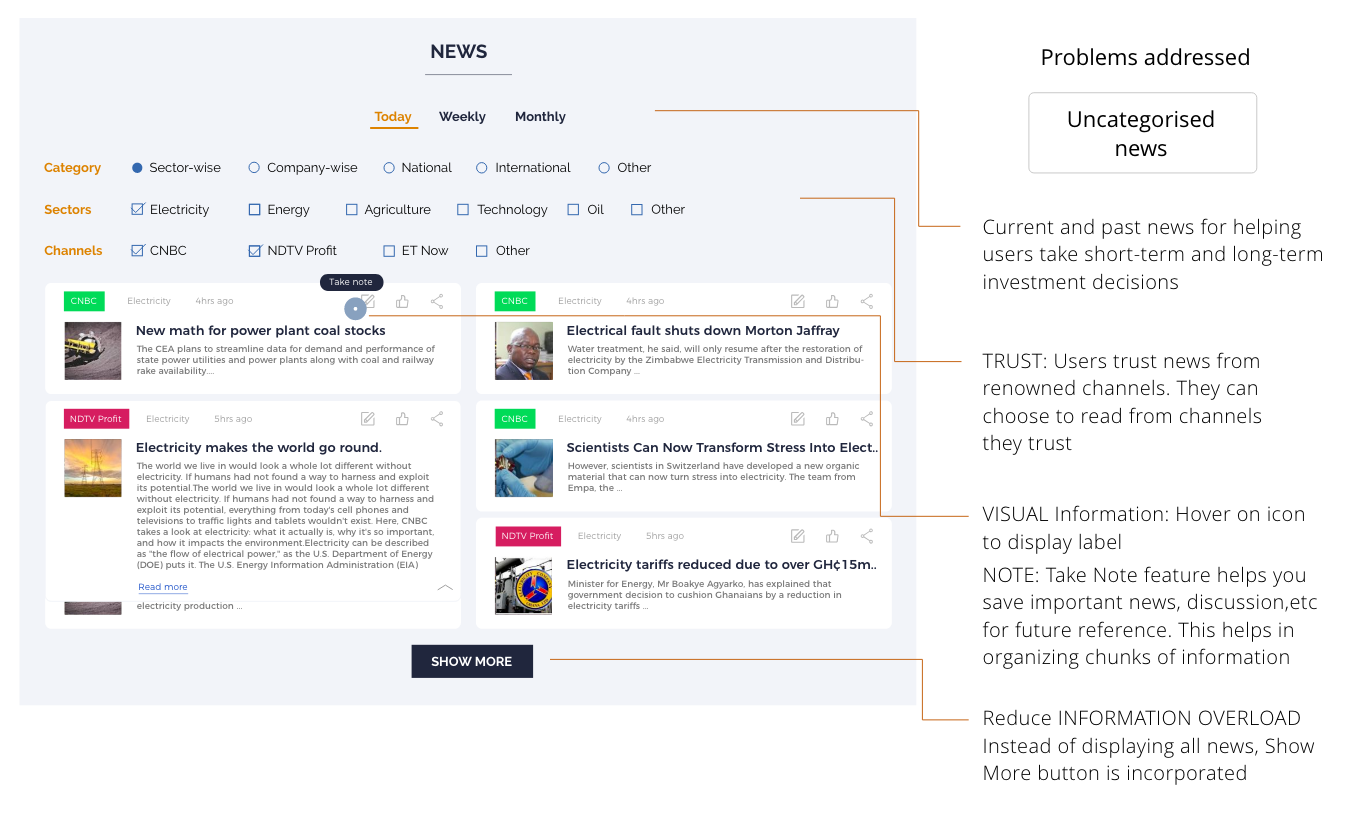 NEWS
Today Weekly Monthly
Category Sector-wise Company-wise National International Other
Sectors Electricity Energy Agriculture Technology Oil Other
Channels CNBC NDTV Profit ET Now Other
Take note
CNBC Electricity 4hrs ago
New math for power plant coal stocks
The CEA plans to streamline data for demand and performance of
state power utilities and power plants along with coal and railway
rake availability....
NDTV Profit Electricity 5hrs ago
Electricity makes the world go round.
The world we live in would look a whole lot different without
electricity. If humans had not found a way to harness and exploit
its potential.The world we live in would look a whole lot different
without electricity. If humans had not found a way to harness and
exploit its potential, everything from today's cell phones and
televisions to traffic lights and tablets wouldn't exist. Here, CNBC
takes a look at electricity: what it actually is, why it's so important,
and how it impacts the environment.Electricity can be described
as "the flow of electrical power," as the U.S. Department of Energy
(DOE) puts it. The U.S. Energy Information Administration (EIA)
Read more
electricity production ...
CNBC Electricity 4hrs ago
Electrical fault shuts down Morton Jaffray
Water treatment, he said, will only resume after the restoration of
electricity by the Zimbabwe Electricity Transmission and Distribu-
tion Company ...
CNBC Electricity 4hrs ago
Scientists Can Now Transform Stress Into Elect..
However, scientists in Switzerland have developed a new organic
material that can now turn stress into electricity. The team from
Empa, the ...
NDTV Profit Electricity 5hrs ago
Electricity tariffs reduced due to over GH¢15m..
Minister for Energy, Mr Boakye Agyarko, has explained that
government decision to cushion Ghanaians by a reduction in
electricity tariffs ...
SHOW MORE
Problems addressed
Uncategorised
news
Current and past news for helping
users take short-term and long-term
investment decisions
TRUST: Users trust news from
renowned channels. They can
choose to read from channels
they trust
VISUAL Information: Hover on icon
to display label
NOTE: Take Note feature helps you
save important news, discussion,etc
for future reference. This helps in
organizing chunks of information
Reduce INFORMATION OVERLOAD
Instead of displaying all news, Show
More button is incorporated